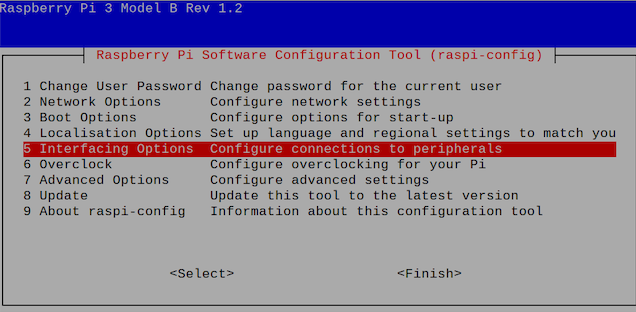 Raspberry Pi 3 Model B Rev 1.2
Raspberry Pi Software Configuration Tool (raspi-config)
1 Change User Password Change password for the current user
2 Network Options Configure network settings
3 Boot Options Configure options for start-up
4 Localisation Options Set up language and regional settings to match you
5 Interfacing Options Configure connections to peripherals
6 Overclock Configure overclocking for your Pi
7 Advanced Options Configure advanced settings
8 Update Update this tool to the latest version
9 About raspi-config Information about this configuration tool
<Select> <Finish>